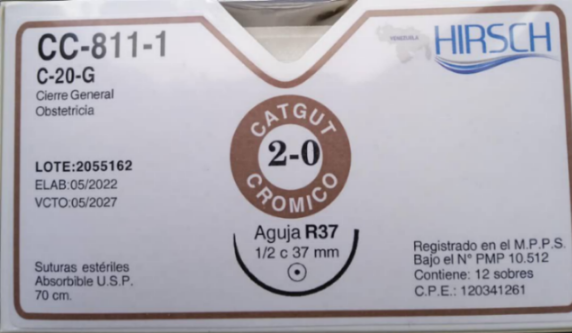 CC-811-1
C-20-G
Cierre General
Obstetricia
VENEZUELA
HIRSCH
CATGUT
2-0
CROMICO
LOTE:2055162
ELAB:05/2022
VCTO:05/2027
Aguja R37
1/2 c 37 mm
Suturas estériles
Absorbible U.S.P.
70 cm.
Registrado en el M.P.P.S.
Bajo el Nº PMP 10.512
Contiene: 12 sobres
C.P.E.: 120341261